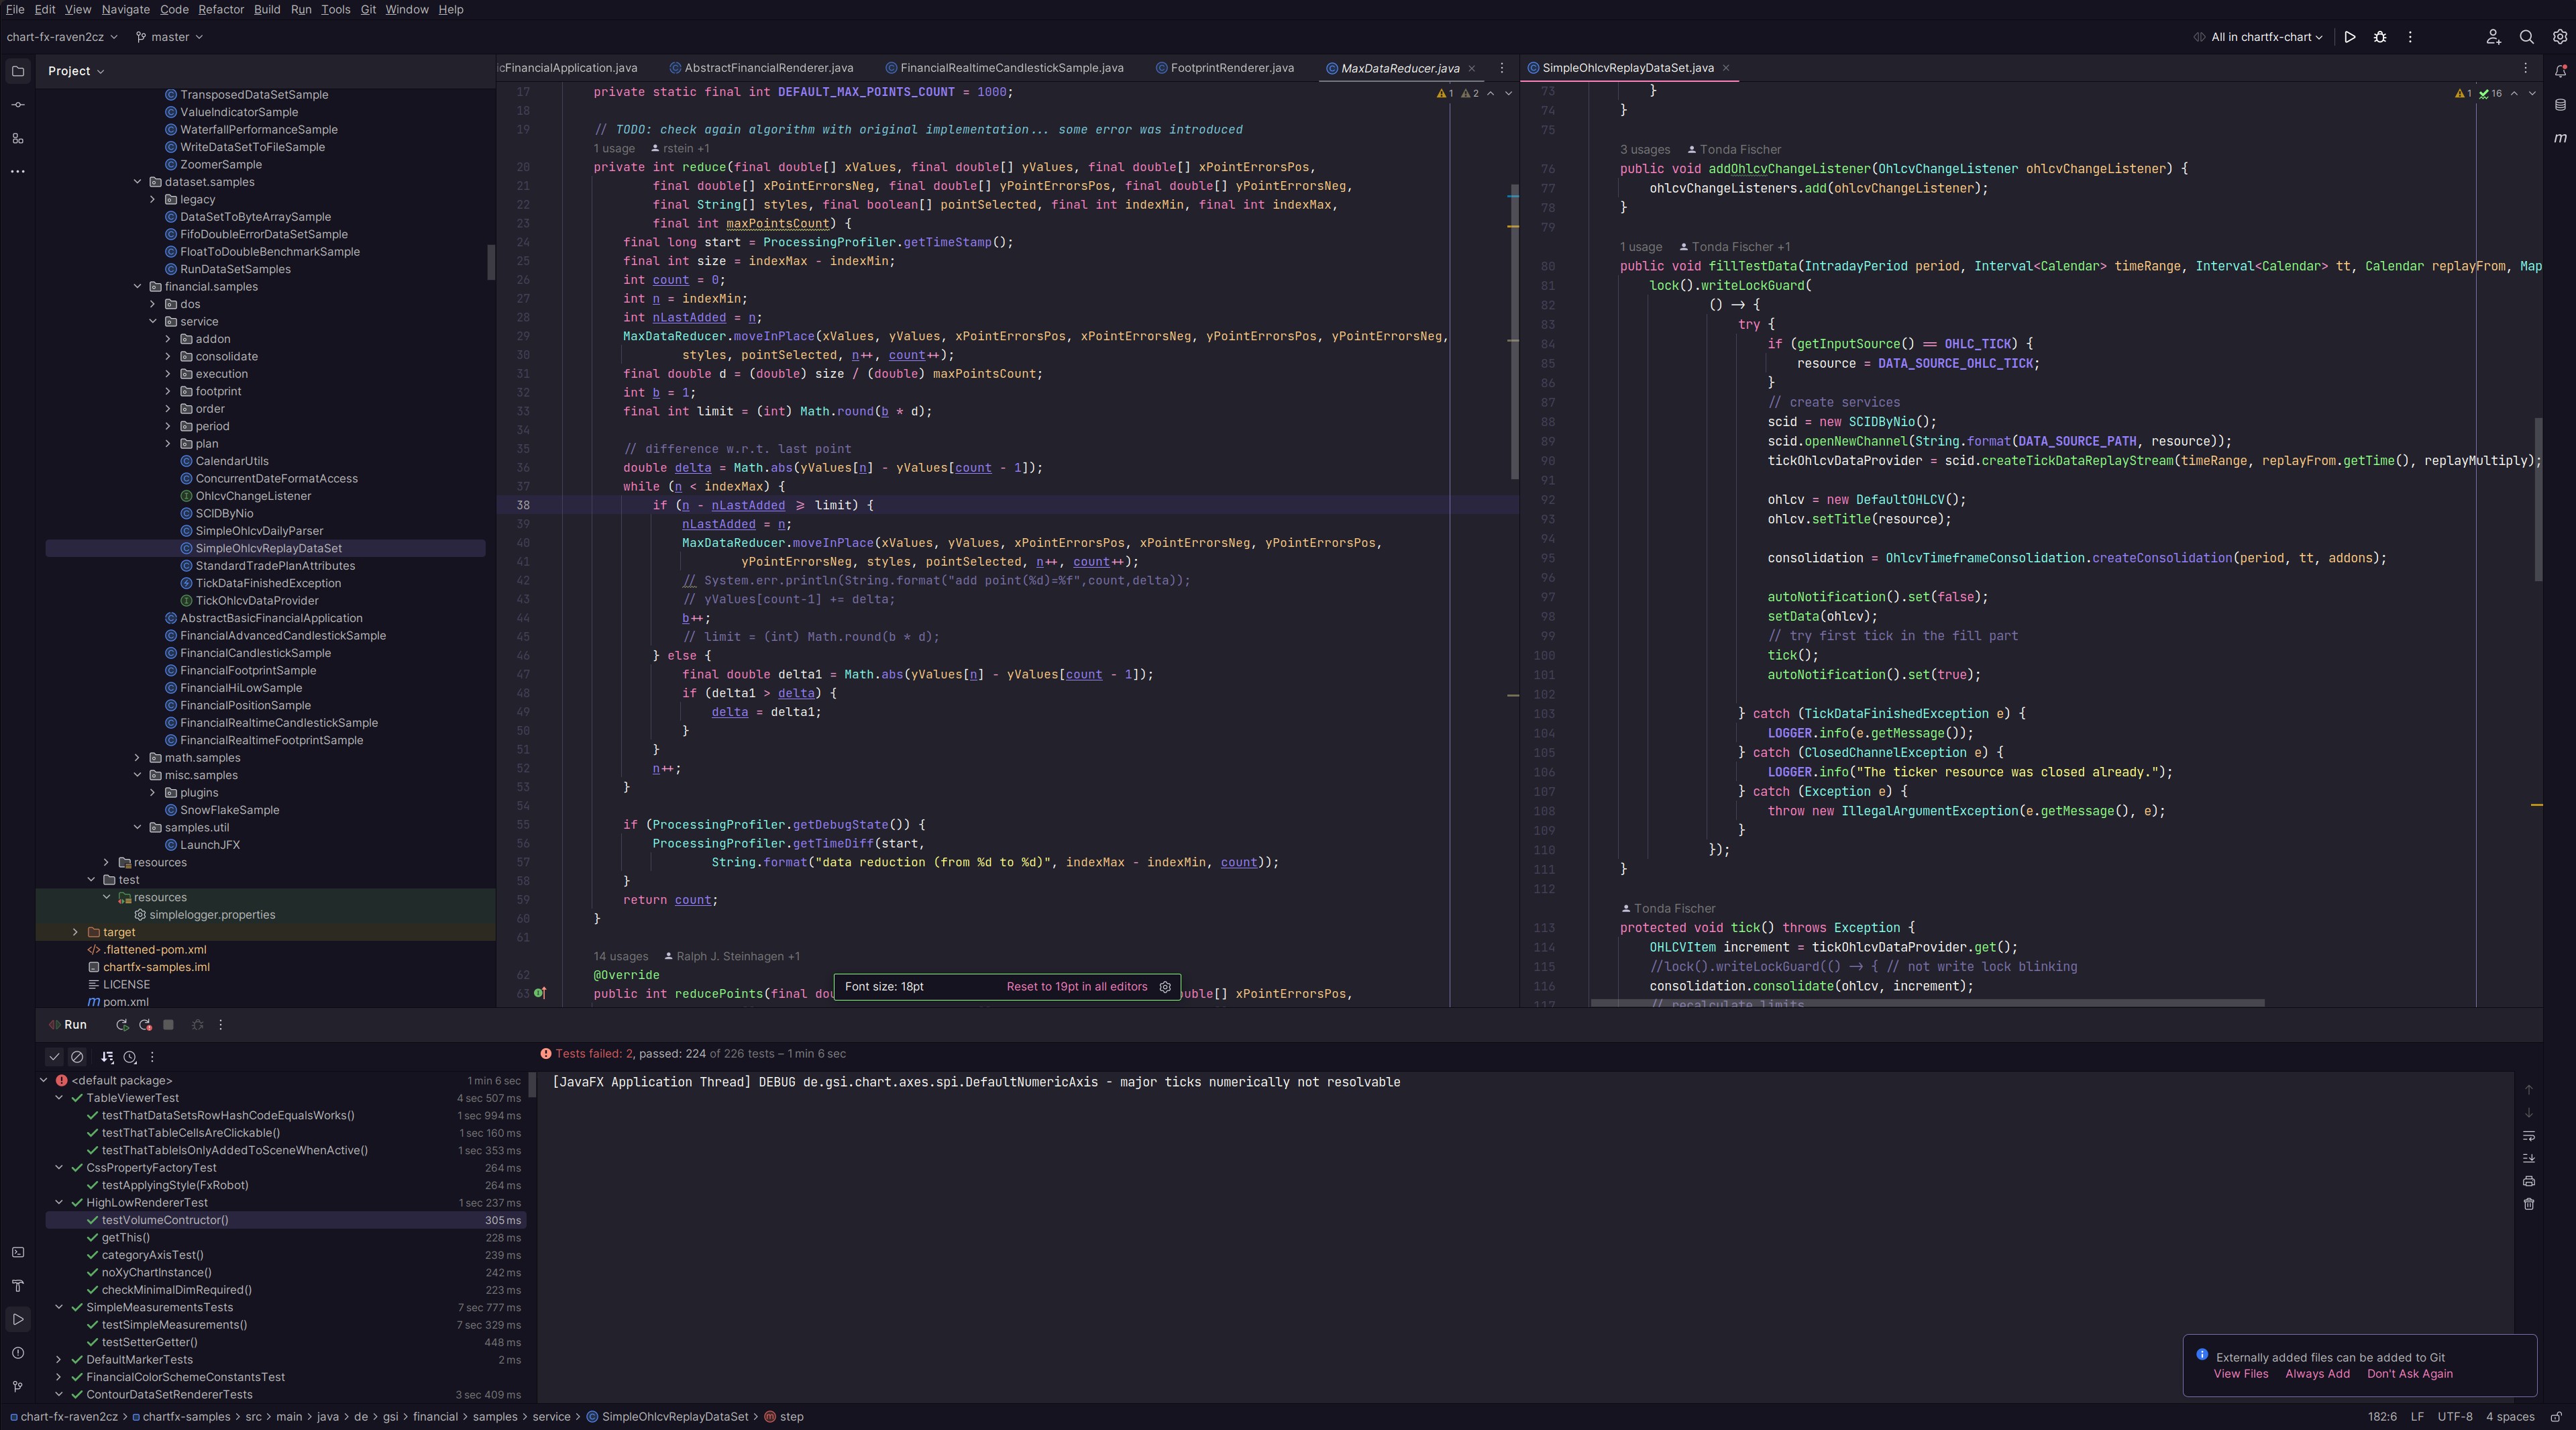 File Edit View Navigate Code Refactor Build Run Tools Git Window Help
chart-fx-raven2cz master All in chartfx-chart
Project
TransposedDataSetSample
ValueIndicatorSample
WaterfallPerformanceSample
WriteDataSetToFileSample
ZoomerSample
dataset.samples
legacy
DataSetToByteArraySample
FifoDoubleErrorDataSetSample
FloatToDoubleBenchmarkSample
RunDataSetSamples
financial.samples
dos
service
addon
consolidate
execution
footprint
order
period
plan
CalendarUtils
ConcurrentDateFormatAccess
OhlcvChangeListener
SCIDByNio
SimpleOhlcvDailyParser
SimpleOhlcvReplayDataSet
StandardTradePlanAttributes
TickDataFinishedException
TickOhlcvDataProvider
AbstractBasicFinancialApplication
FinancialAdvancedCandlestickSample
FinancialCandlestickSample
FinancialFootprintSample
FinancialHiLowSample
FinancialPositionSample
FinancialRealtimeCandlestickSample
FinancialRealtimeFootprintSample
math.samples
misc.samples
plugins
SnowFlakeSample
samples.util
LaunchJFX
resources
test
resources
simplelogger.properties
target
.flattened-pom.xml
chartfx-samples.iml
LICENSE
pom.xml
cFinancialApplication.java AbstractFinancialRenderer.java FinancialRealtimeCandlestickSample.java FootprintRenderer.java MaxDataReducer.java
1 2
17 private static final int DEFAULT_MAX_POINTS_COUNT = 1000;
18
19 // TODO: check again algorithm with original implementation... some error was introduced
1 usage rstein +1
20 private int reduce(final double[] xValues, final double[] yValues, final double[] xPointErrorsPos,
21 final double[] xPointErrorsNeg, final double[] yPointErrorsPos, final double[] yPointErrorsNeg,
22 final String[] styles, final boolean[] pointSelected, final int indexMin, final int indexMax,
23 final int maxPointsCount) {
24 final long start = ProcessingProfiler.getTimeStamp();
25 final int size = indexMax - indexMin;
26 int count = 0;
27 int n = indexMin;
28 int nLastAdded = n;
29 MaxDataReducer.moveInPlace(xValues, yValues, xPointErrorsPos, xPointErrorsNeg, yPointErrorsPos, yPointErrorsNeg,
30 styles, pointSelected, n++, count++);
31 final double d = (double) size / (double) maxPointsCount;
32 int b = 1;
33 final int limit = (int) Math.round(b * d);
34
35 // difference w.r.t. last point
36 double delta = Math.abs(yValues[n] - yValues[count - 1]);
37 while (n < indexMax) {
38 if (n - nLastAdded >= limit) {
39 nLastAdded = n;
40 MaxDataReducer.moveInPlace(xValues, yValues, xPointErrorsPos, xPointErrorsNeg, yPointErrorsPos,
41 yPointErrorsNeg, styles, pointSelected, n++, count++);
42 // System.err.println(String.format("add point(%d)=%f",count,delta));
43 // yValues[count-1] += delta;
44 b++;
45 // limit = (int) Math.round(b * d);
46 } else {
47 final double delta1 = Math.abs(yValues[n] - yValues[count - 1]);
48 if (delta1 > delta) {
49 delta = delta1;
50 }
51 }
52 n++;
53 }
54
55 if (ProcessingProfiler.getDebugState()) {
56 ProcessingProfiler.getTimeDiff(start,
57 String.format("data reduction (from %d to %d)", indexMax - indexMin, count));
58 }
59 return count;
60 }
61
14 usages Ralph J. Steinhagen +1
62 @Override
63 public int reducePoints(final dou uble[] xPointErrorsPos,
Font size: 18pt Reset to 19pt in all editors
SimpleOhlcvReplayDataSet.java
1 16
73 }
74 }
75
3 usages Tonda Fischer
76 public void addOhlcvChangeListener(OhlcvChangeListener ohlcvChangeListener) {
77 ohlcvChangeListeners.add(ohlcvChangeListener);
78 }
79
1 usage Tonda Fischer +1
80 public void fillTestData(IntradayPeriod period, Interval<Calendar> timeRange, Interval<Calendar> tt, Calendar replayFrom, Map
81 lock().writeLockGuard(
82 () -> {
83 try {
84 if (getInputSource() == OHLC_TICK) {
85 resource = DATA_SOURCE_OHLC_TICK;
86 }
87 // create services
88 scid = new SCIDByNio();
89 scid.openNewChannel(String.format(DATA_SOURCE_PATH, resource));
90 tickOhlcvDataProvider = scid.createTickDataReplayStream(timeRange, replayFrom.getTime(), replayMultiply);
91
92 ohlcv = new DefaultOHLCV();
93 ohlcv.setTitle(resource);
94
95 consolidation = OhlcvTimeframeConsolidation.createConsolidation(period, tt, addons);
96
97 autoNotification().set(false);
98 setData(ohlcv);
99 // try first tick in the fill part
100 tick();
101 autoNotification().set(true);
102
103 } catch (TickDataFinishedException e) {
104 LOGGER.info(e.getMessage());
105 } catch (ClosedChannelException e) {
106 LOGGER.info("The ticker resource was closed already.");
107 } catch (Exception e) {
108 throw new IllegalArgumentException(e.getMessage(), e);
109 }
110 });
111 }
112
Tonda Fischer
113 protected void tick() throws Exception {
114 OHLCVItem increment = tickOhlcvDataProvider.get();
115 //lock().writeLockGuard(() -> { // not write lock blinking
116 consolidation.consolidate(ohlcv, increment);
117 // recalculate limits
Run
Tests failed: 2, passed: 224 of 226 tests – 1 min 6 sec
<default package> 1 min 6 sec
TableViewerTest 4 sec 507 ms
testThatDataSetsRowHashCodeEqualsWorks() 1 sec 994 ms
testThatTableCellsAreClickable() 1 sec 160 ms
testThatTableIsOnlyAddedToSceneWhenActive() 1 sec 353 ms
CssPropertyFactoryTest 264 ms
testApplyingStyle(FxRobot) 264 ms
HighLowRendererTest 1 sec 237 ms
testVolumeContructor() 305 ms
getThis() 228 ms
categoryAxisTest() 239 ms
noXyChartInstance() 242 ms
checkMinimalDimRequired() 223 ms
SimpleMeasurementsTests 7 sec 777 ms
testSimpleMeasurements() 7 sec 329 ms
testSetterGetter() 448 ms
DefaultMarkerTests 2 ms
FinancialColorSchemeConstantsTest
ContourDataSetRendererTests 3 sec 409 ms
[JavaFX Application Thread] DEBUG de.gsi.chart.axes.spi.DefaultNumericAxis - major ticks numerically not resolvable
Externally added files can be added to Git
View Files Always Add Don't Ask Again
chart-fx-raven2cz > chartfx-samples > src > main > java > de > gsi > financial > samples > service > SimpleOhlcvReplayDataSet > step
182:6 LF UTF-8 4 spaces